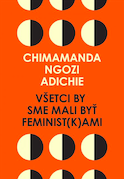 CHIMAMANDA
NGOZI
ADICHIE
VŠETCI BY
SME MALI BYŤ
FEMINIST(K)AMI